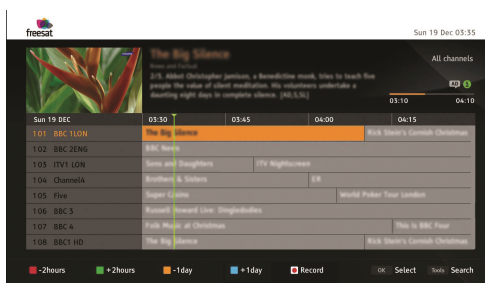 freesat
Sun 19 Dec 03:35
The Big Silence
News and Factual
2/3. Abbot Christopher Jamison, a Benedictine monk, tries to teach five
people the value of silent meditation. His volunteers undertake a
daunting eight days in complete silence. [AD,S,SL]
All channels
AD
03:10 04:10
Sun 19 DEC 03:30 03:45 04:00 04:15
101 BBC 1LON The Big Silence Rick Stein's Cornish Christmas
102 BBC 2ENG BBC News
103 ITV1 LON Sons and Daughters ITV Nightscreen
104 ChannelA Brothers & Sisters ER
105 Five Super Casino World Poker Tour London
106 BBC 3 Russell Howard Live: Dingledodies
107 BBC 4 Folk Music at Christmas This is BBC Four
108 BBC1 HD The Big Silence Rick Stein's Cornish Christmas
-2hours +2hours -1day +1day Record OK Select Tools Search